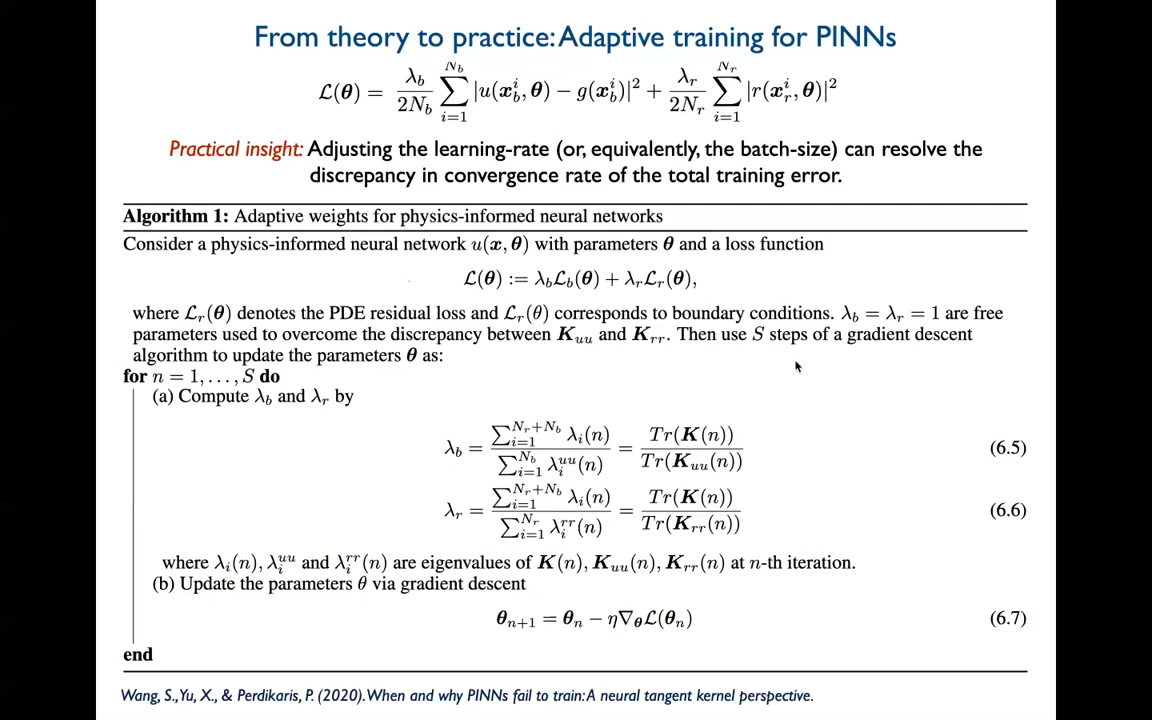 From theory to practice: Adaptive training for PINNs
ℒ(θ) = λ_b/2N_b ∑_{i=1}^{N_b} |u(x_b^i, θ) − g(x_b^i)|² + λ_r/2N_r ∑_{i=1}^{N_r} |r(x_r^i, θ)|²
Practical insight: Adjusting the learning-rate (or, equivalently, the batch-size) can resolve the
discrepancy in convergence rate of the total training error.
Algorithm 1: Adaptive weights for physics-informed neural networks
Consider a physics-informed neural network u(x, θ) with parameters θ and a loss function
ℒ(θ) := λ_b ℒ_b(θ) + λ_r ℒ_r(θ),
where ℒ_r(θ) denotes the PDE residual loss and ℒ_r(θ) corresponds to boundary conditions. λ_b = λ_r = 1 are free
parameters used to overcome the discrepancy between K_uu and K_rr. Then use S steps of a gradient descent
algorithm to update the parameters θ as:
for n = 1, . . . , S do
(a) Compute λ_b and λ_r by
λ_b = ∑_{i=1}^{N_r+N_b} λ_i(n) / ∑_{i=1}^{N_b} λ_i^{uu}(n) = Tr(K(n)) / Tr(K_uu(n)) (6.5)
λ_r = ∑_{i=1}^{N_r+N_b} λ_i(n) / ∑_{i=1}^{N_r} λ_i^{rr}(n) = Tr(K(n)) / Tr(K_rr(n)) (6.6)
where λ_i(n), λ_i^{uu} and λ_i^{rr}(n) are eigenvalues of K(n), K_uu(n), K_rr(n) at n-th iteration.
(b) Update the parameters θ via gradient descent
θ_{n+1} = θ_n − η∇_θ ℒ(θ_n) (6.7)
end
Wang, S., Yu, X., & Perdikaris, P. (2020). When and why PINNs fail to train: A neural tangent kernel perspective.